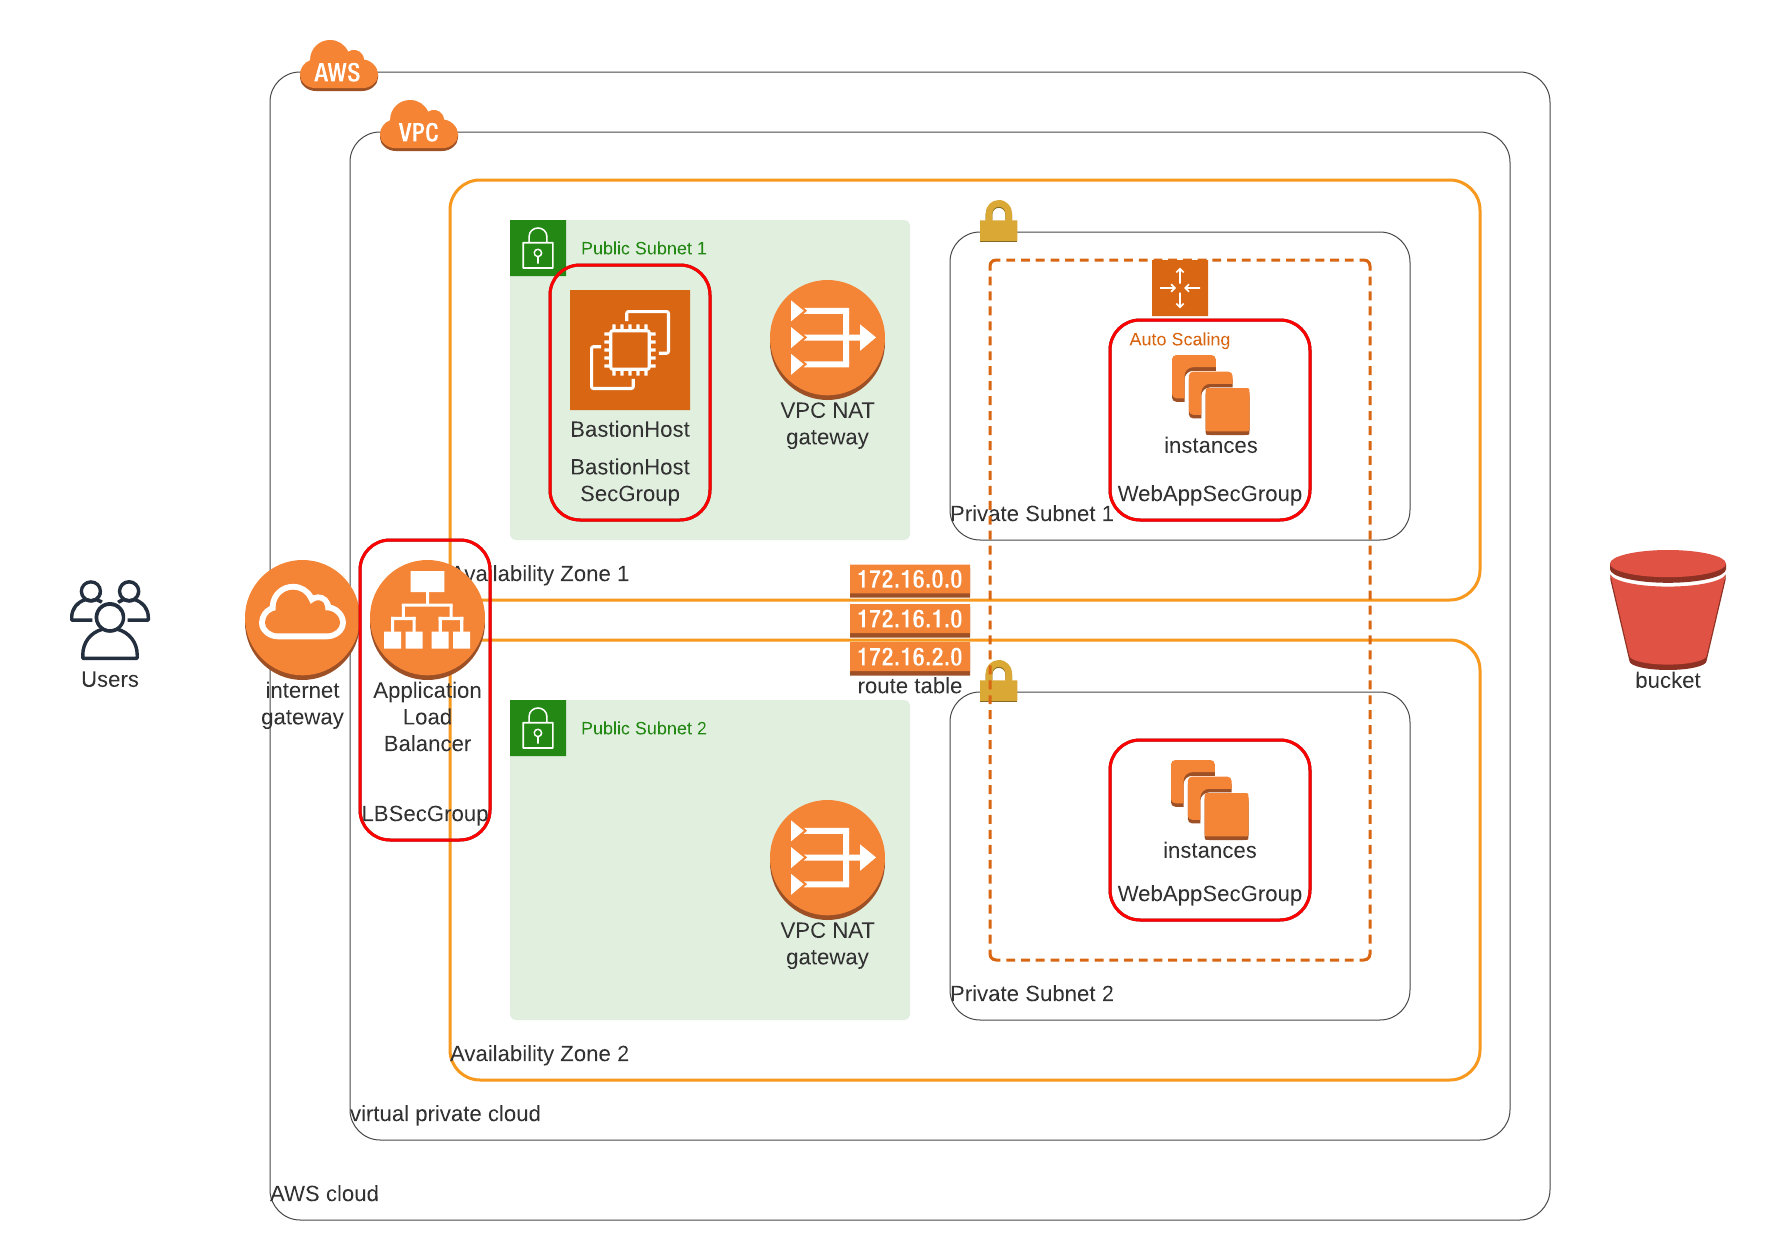 AWS
VPC
Public Subnet 1
BastionHost
BastionHost
SecGroup
VPC NAT
gateway
Auto Scaling
instances
WebAppSecGroup
Private Subnet 1
Availability Zone 1
172.16.0.0
172.16.1.0
172.16.2.0
route table
Users
internet
gateway
Application
Load
Balancer
LBSecGroup
bucket
Public Subnet 2
VPC NAT
gateway
instances
WebAppSecGroup
Private Subnet 2
Availability Zone 2
virtual private cloud
AWS cloud